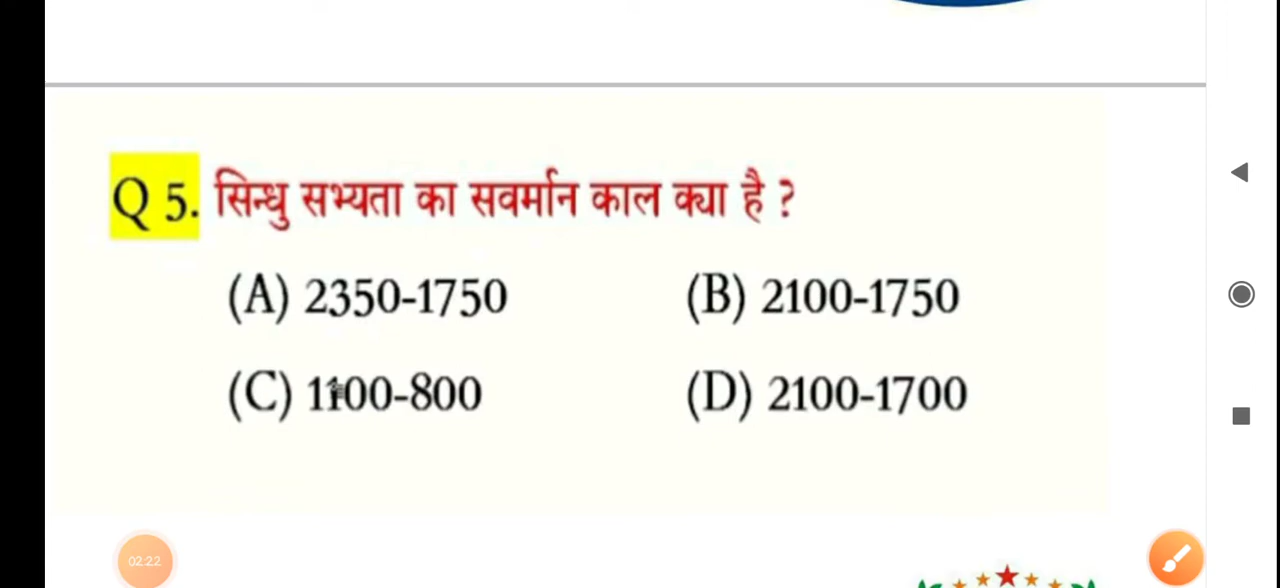 Q 5. सिन्धु सभ्यता का सवर्मान काल क्या है ?
(A) 2350-1750 (B) 2100-1750
(C) 1100-800 (D) 2100-1700
02:22